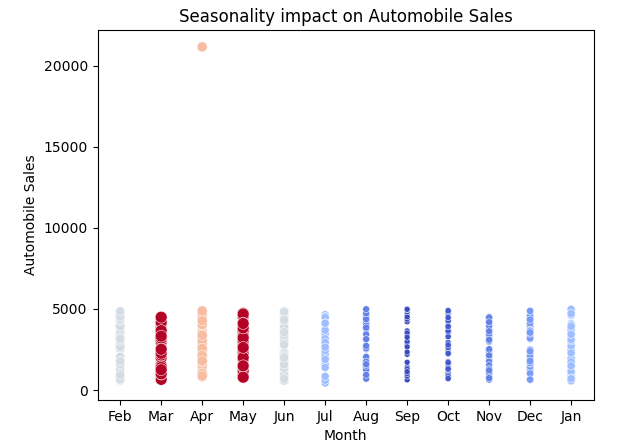 Seasonality impact on Automobile Sales
20000
15000
10000
5000
0
Automobile Sales
Feb Mar Apr May Jun Jul Aug Sep Oct Nov Dec Jan
Month